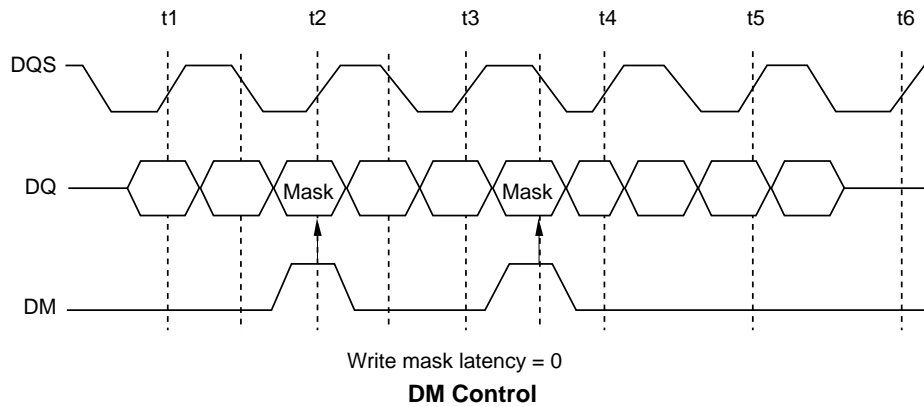 t1 t2 t3 t4 t5 t6
DQS
DQ Mask Mask
DM
Write mask latency = 0
DM Control